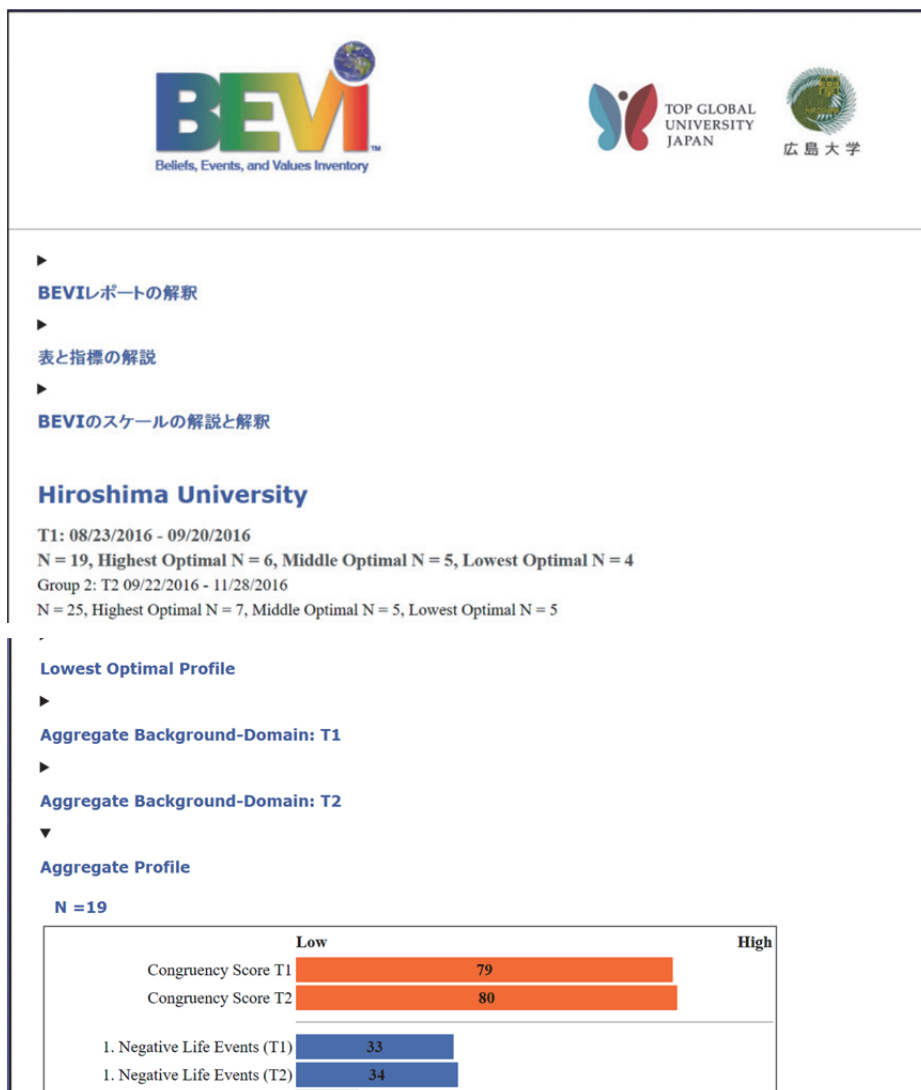 BEVI™
Beliefs, Events, and Values Inventory
TOP GLOBAL
UNIVERSITY
JAPAN
広島大学
BEVIレポートの解釈
表と指標の解説
BEVIのスケールの解説と解釈
Hiroshima University
T1: 08/23/2016 - 09/20/2016
N = 19, Highest Optimal N = 6, Middle Optimal N = 5, Lowest Optimal N = 4
Group 2: T2 09/22/2016 - 11/28/2016
N = 25, Highest Optimal N = 7, Middle Optimal N = 5, Lowest Optimal N = 5
Lowest Optimal Profile
Aggregate Background-Domain: T1
Aggregate Background-Domain: T2
Aggregate Profile
N =19
Low High
Congruency Score T1 79
Congruency Score T2 80
1. Negative Life Events (T1) 33
1. Negative Life Events (T2) 34